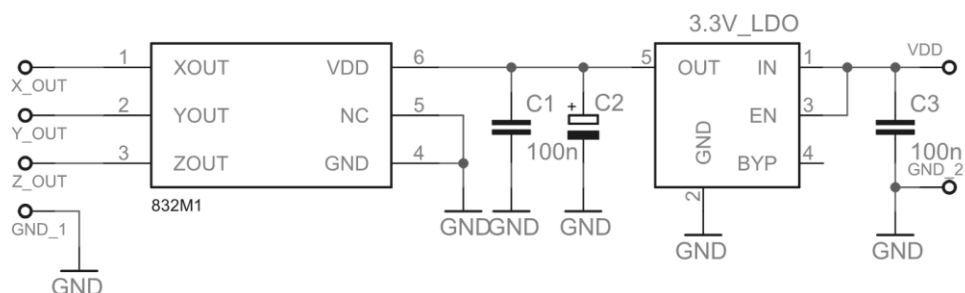 3.3V_LDO
VDD
1
XOUT
VDD
6
5
OUT
IN
1
X_OUT
2
YOUT
NC
5
C1
+
C2
EN
3
C3
Y_OUT
3
ZOUT
GND
4
100n
GND
BYP
4
100n
Z_OUT
GND_2
832M1
2
GND_1
GND
GND
GND
GND
GND
GND